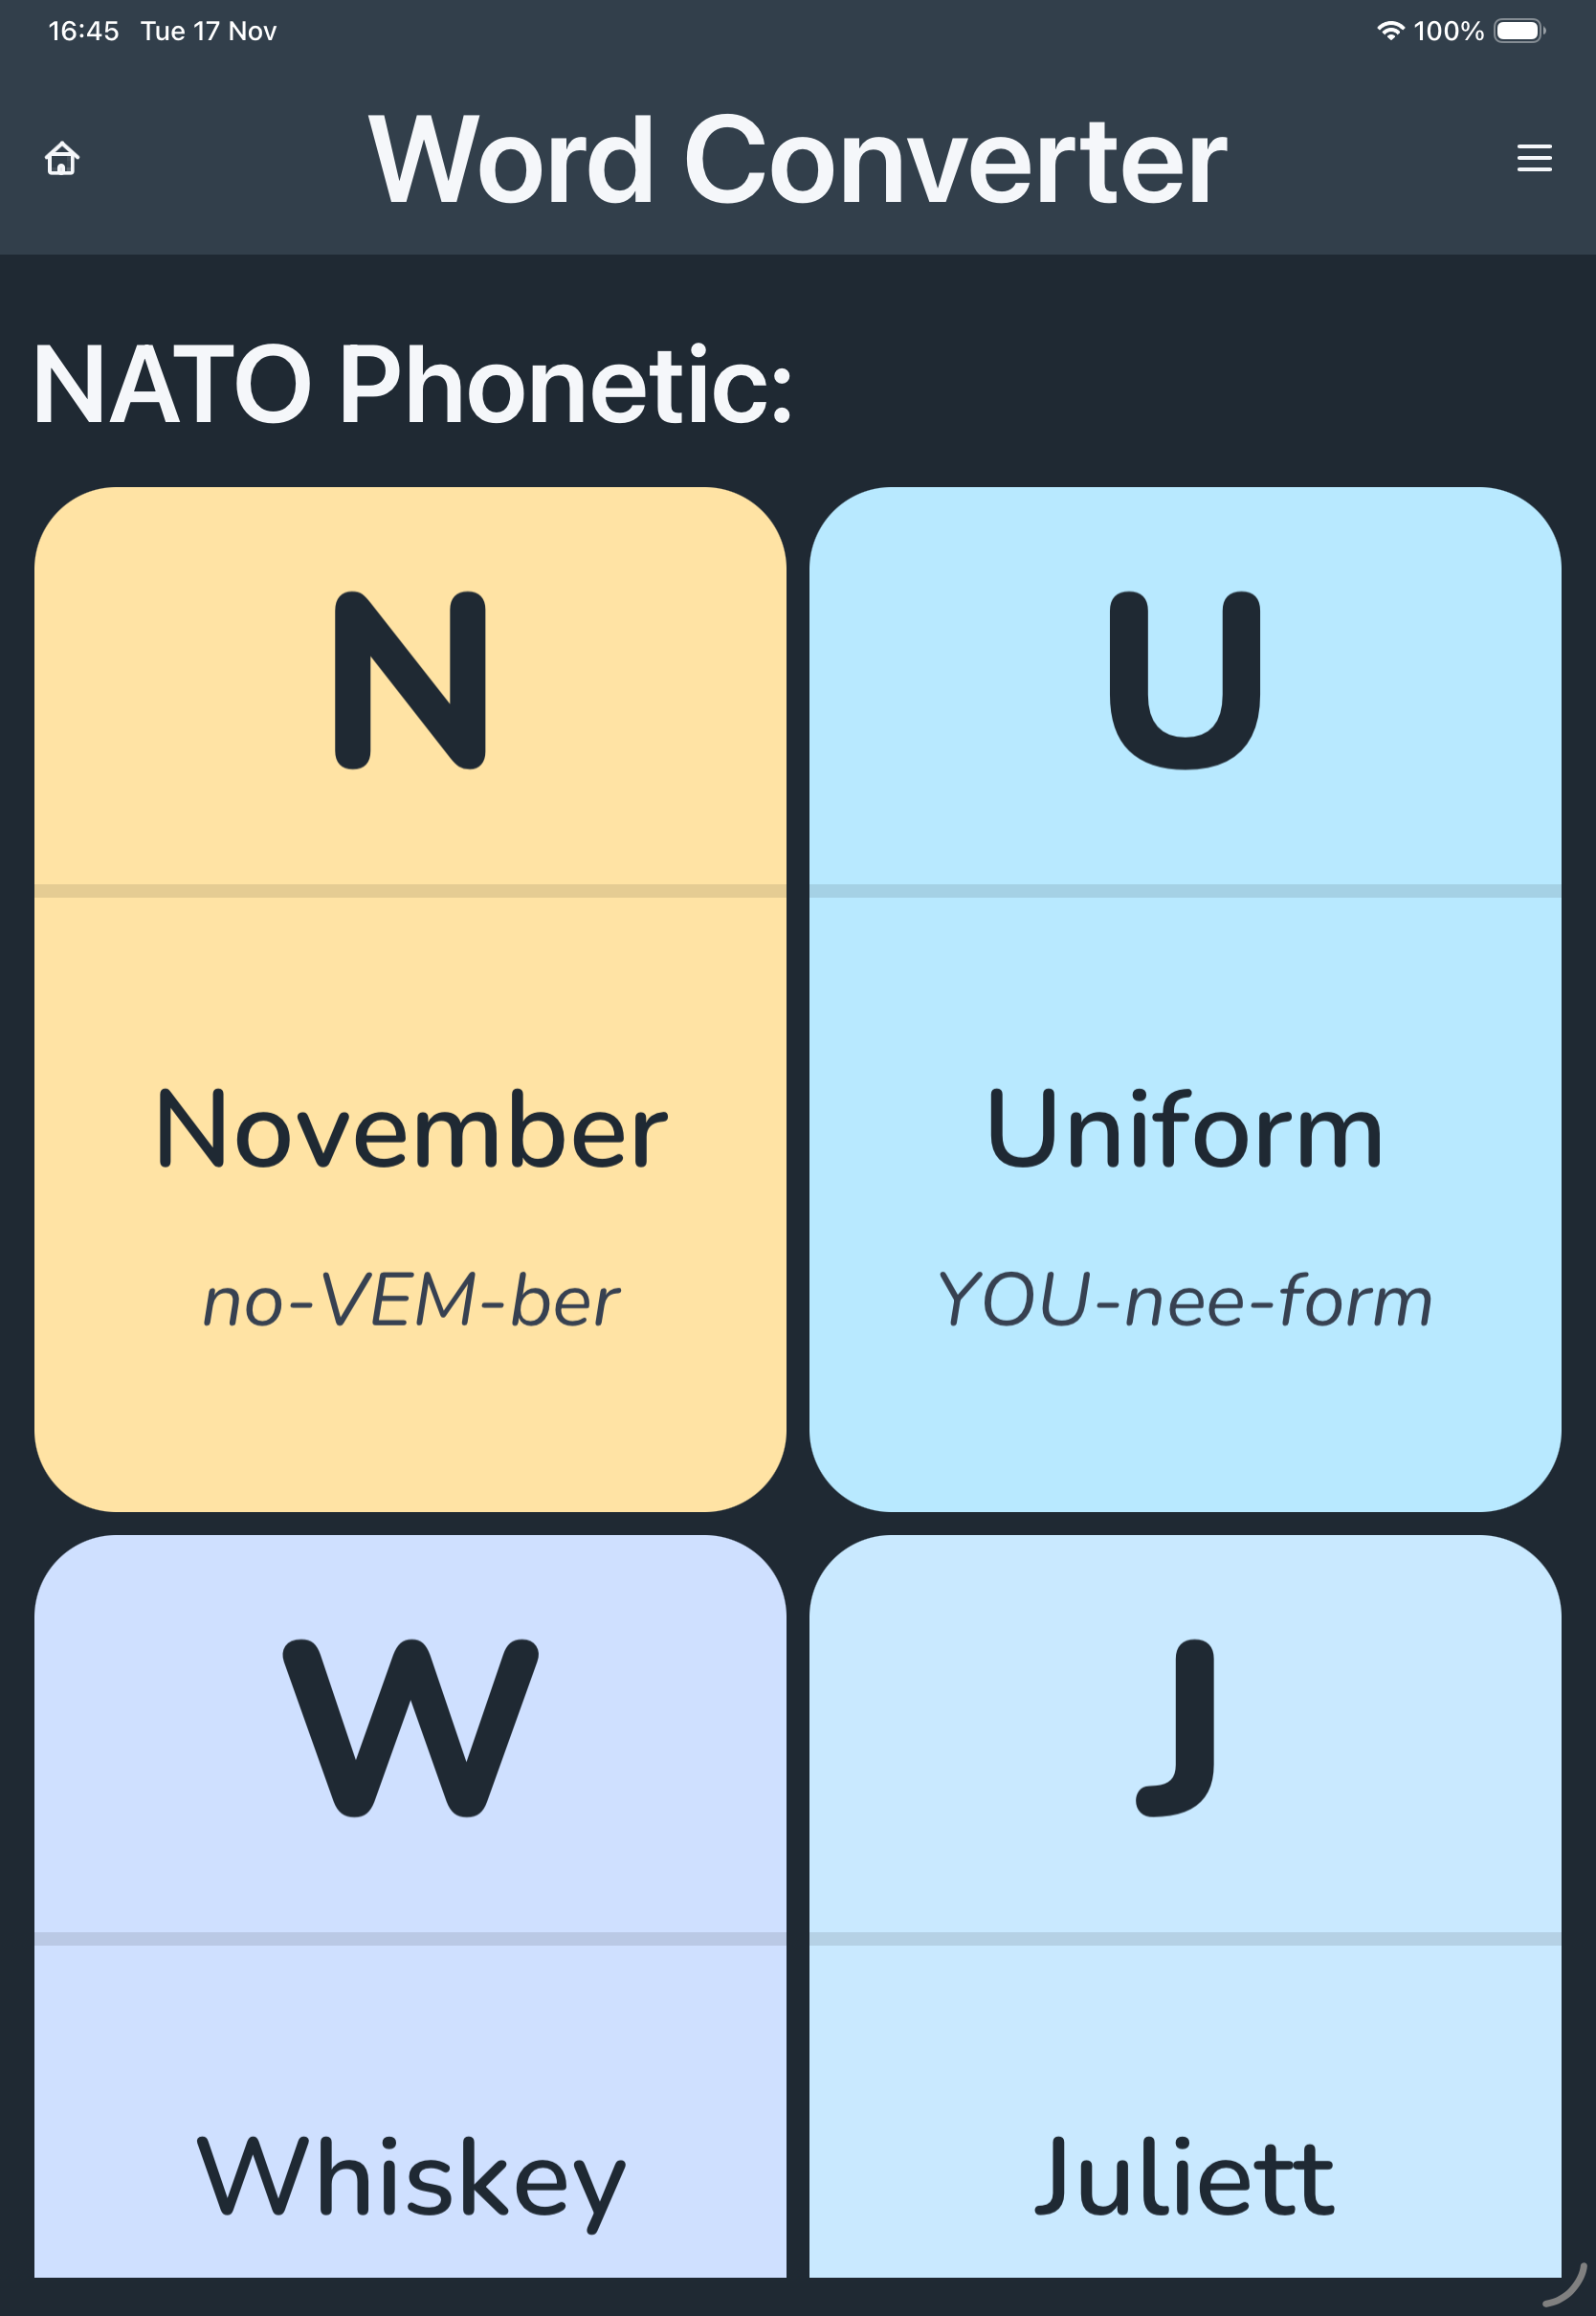 16:45 Tue 17 Nov 100%
Word Converter
NATO Phonetic:
N
November
no-VEM-ber
U
Uniform
YOU-nee-form
W
Whiskey
J
Juliett